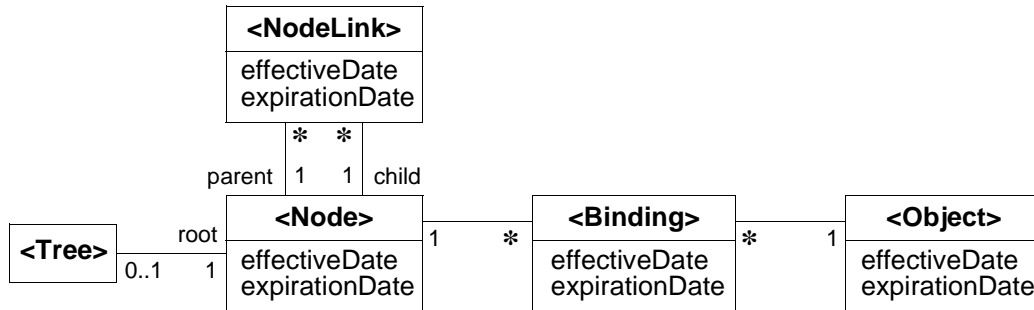 <NodeLink>
effectiveDate
expirationDate
* *
parent 1 1 child
<Tree>
0..1
root
1
<Node>
effectiveDate
expirationDate
1 *
<Binding>
effectiveDate
expirationDate
* 1
<Object>
effectiveDate
expirationDate